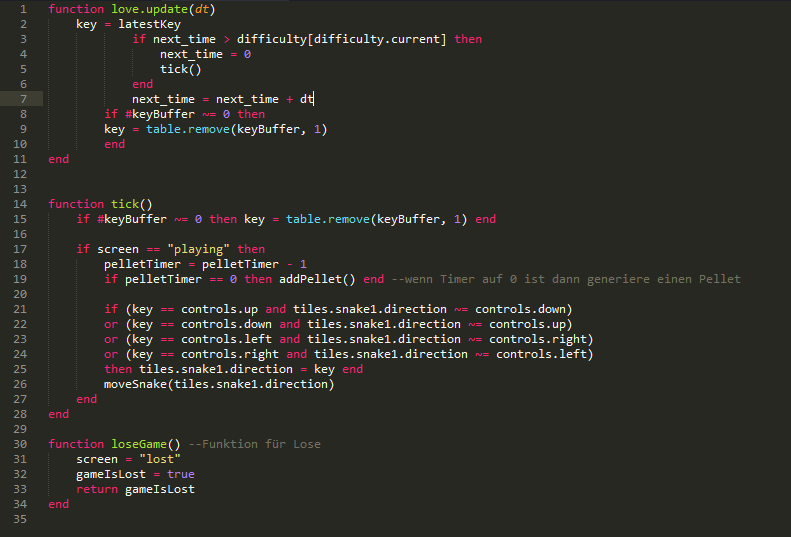 1 function love.update(dt)
2     key = latestKey
3             if next_time > difficulty[difficulty.current] then
4                 next_time = 0
5                 tick()
6             end
7             next_time = next_time + dt
8         if #keyBuffer ~= 0 then
9         key = table.remove(keyBuffer, 1)
10         end
11 end
12
13
14 function tick()
15     if #keyBuffer ~= 0 then key = table.remove(keyBuffer, 1) end
16
17     if screen == "playing" then
18         pelletTimer = pelletTimer - 1
19         if pelletTimer == 0 then addPellet() end --wenn Timer auf 0 ist dann generiere einen Pellet
20
21         if (key == controls.up and tiles.snake1.direction ~= controls.down)
22         or (key == controls.down and tiles.snake1.direction ~= controls.up)
23         or (key == controls.left and tiles.snake1.direction ~= controls.right)
24         or (key == controls.right and tiles.snake1.direction ~= controls.left)
25         then tiles.snake1.direction = key end
26         moveSnake(tiles.snake1.direction)
27     end
28 end
29
30 function loseGame() --Funktion für Lose
31     screen = "lost"
32     gameIsLost = true
33     return gameIsLost
34 end
35